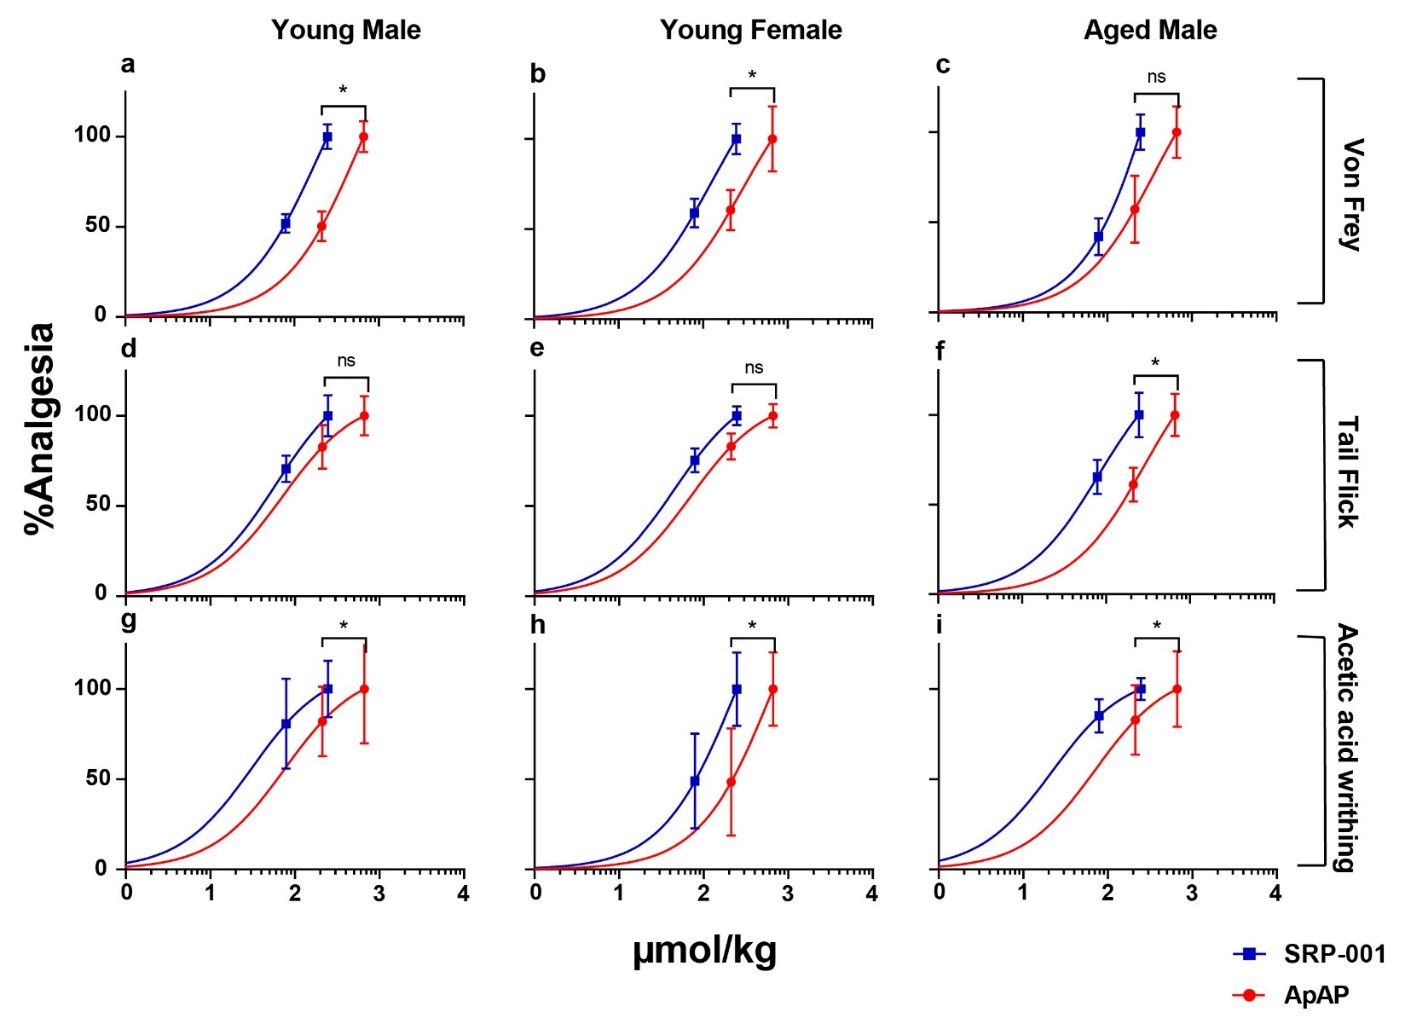 Young Male
Young Female
Aged Male
a
b
c
*
*
ns
100
50
0
Von Frey
d
e
f
ns
ns
*
100
50
0
Tail Flick
%Analgesia
g
h
i
*
*
*
100
50
0
Acetic acid writhing
0 1 2 3 4
0 1 2 3 4
0 1 2 3 4
µmol/kg
SRP-001
ApAP